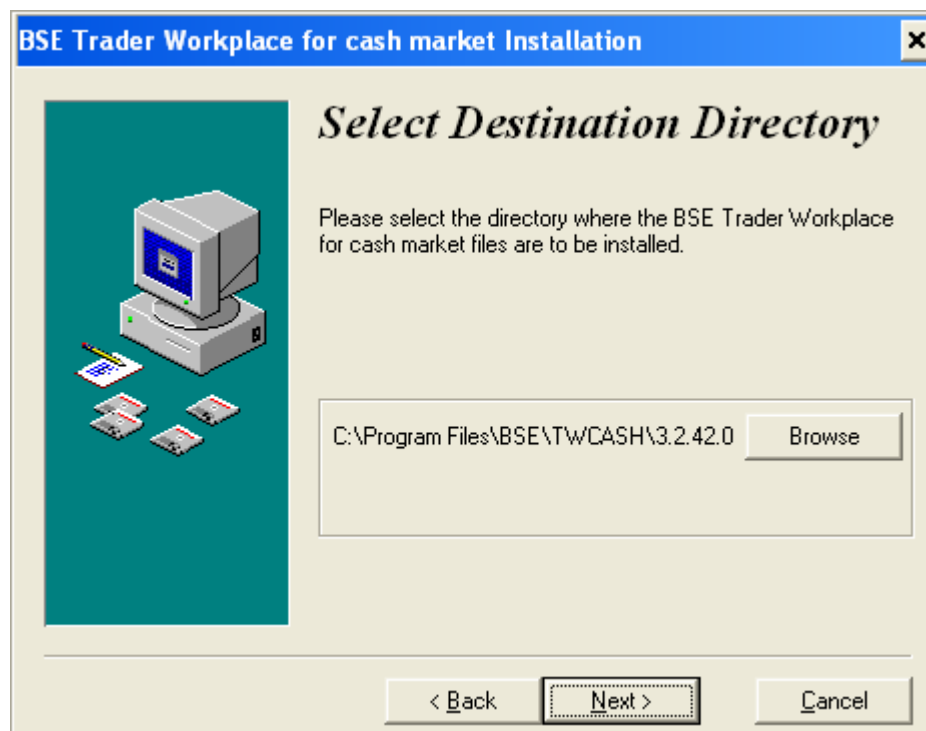 BSE Trader Workplace for cash market Installation
Select Destination Directory
Please select the directory where the BSE Trader Workplace
for cash market files are to be installed.
C:\Program Files\BSE\TWCASH\3.2.42.0
Browse
< Back
Next >
Cancel